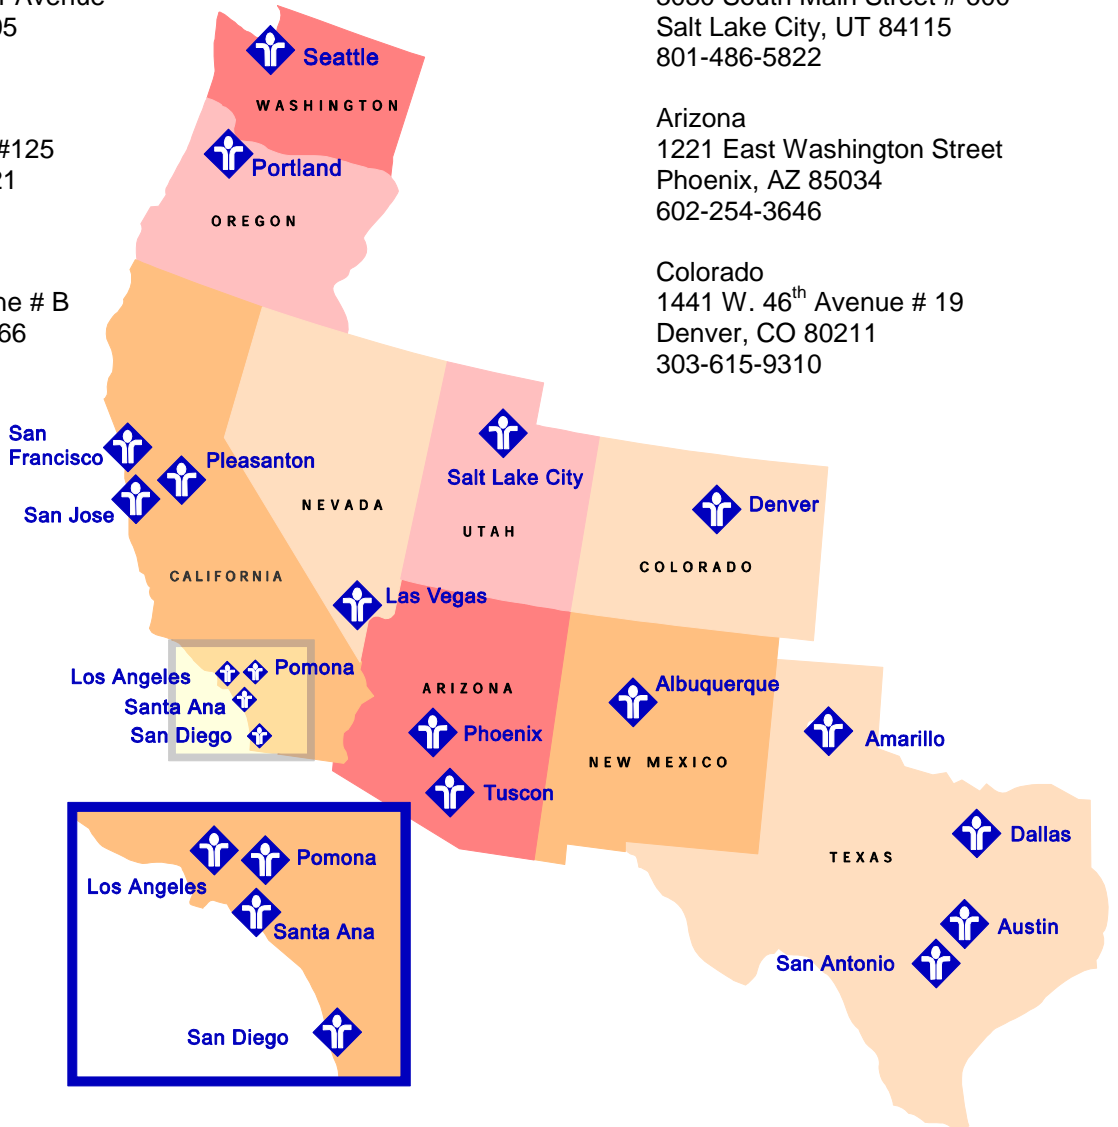 Avenue
Salt Lake City, UT 84115
801-486-5822
Seattle
WASHINGTON
Arizona
#125
1221 East Washington Street
Portland
Phoenix, AZ 85034
OREGON
602-254-3646
Colorado
# B
1441 W. 46th Avenue # 19
66
Denver, CO 80211
303-615-9310
San
Francisco
Pleasanton
San Jose
Salt Lake City
NEVADA
UTAH
Denver
COLORADO
CALIFORNIA
Las Vegas
Los Angeles
Pomona
Santa Ana
San Diego
ARIZONA
Albuquerque
Phoenix
NEW MEXICO
Amarillo
Tuscon
Dallas
TEXAS
Pomona
Los Angeles
Santa Ana
Austin
San Antonio
San Diego